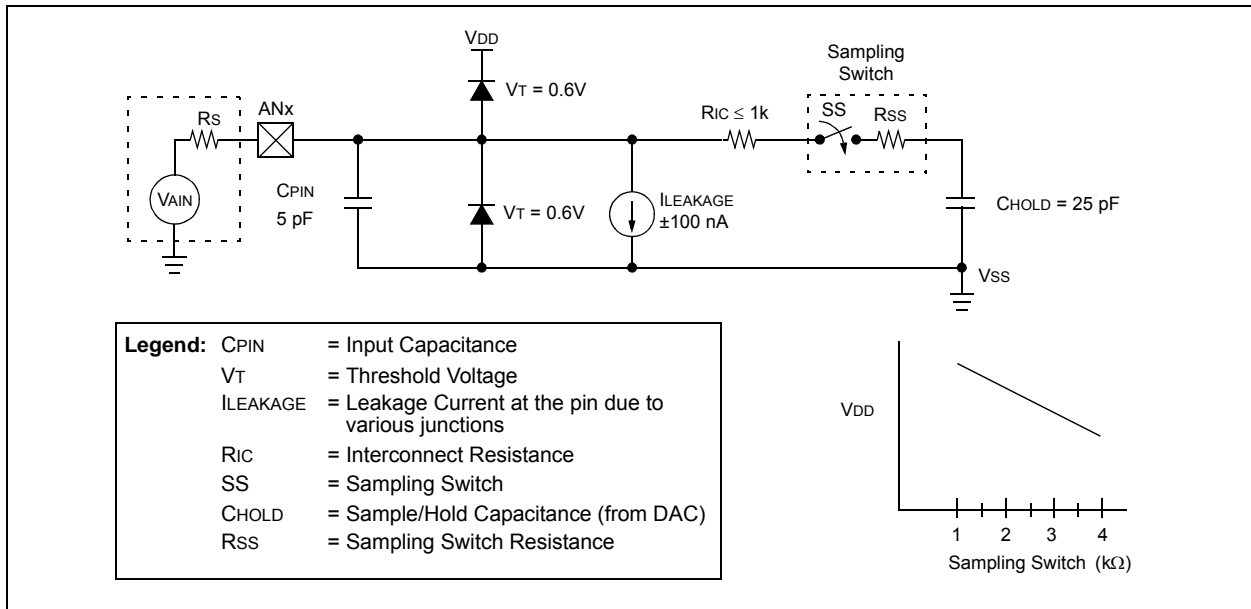 VDD
Sampling
Switch
VT = 0.6V
RS
ANx
RIC ≤ 1k
SS
RSS
VAIN
CPIN
5 pF
VT = 0.6V
ILEAKAGE
±100 nA
CHOLD = 25 pF
VSS
Legend: CPIN = Input Capacitance
VT = Threshold Voltage
ILEAKAGE = Leakage Current at the pin due to
various junctions
RIC = Interconnect Resistance
SS = Sampling Switch
CHOLD = Sample/Hold Capacitance (from DAC)
RSS = Sampling Switch Resistance
VDD
1 2 3 4
Sampling Switch (kΩ)